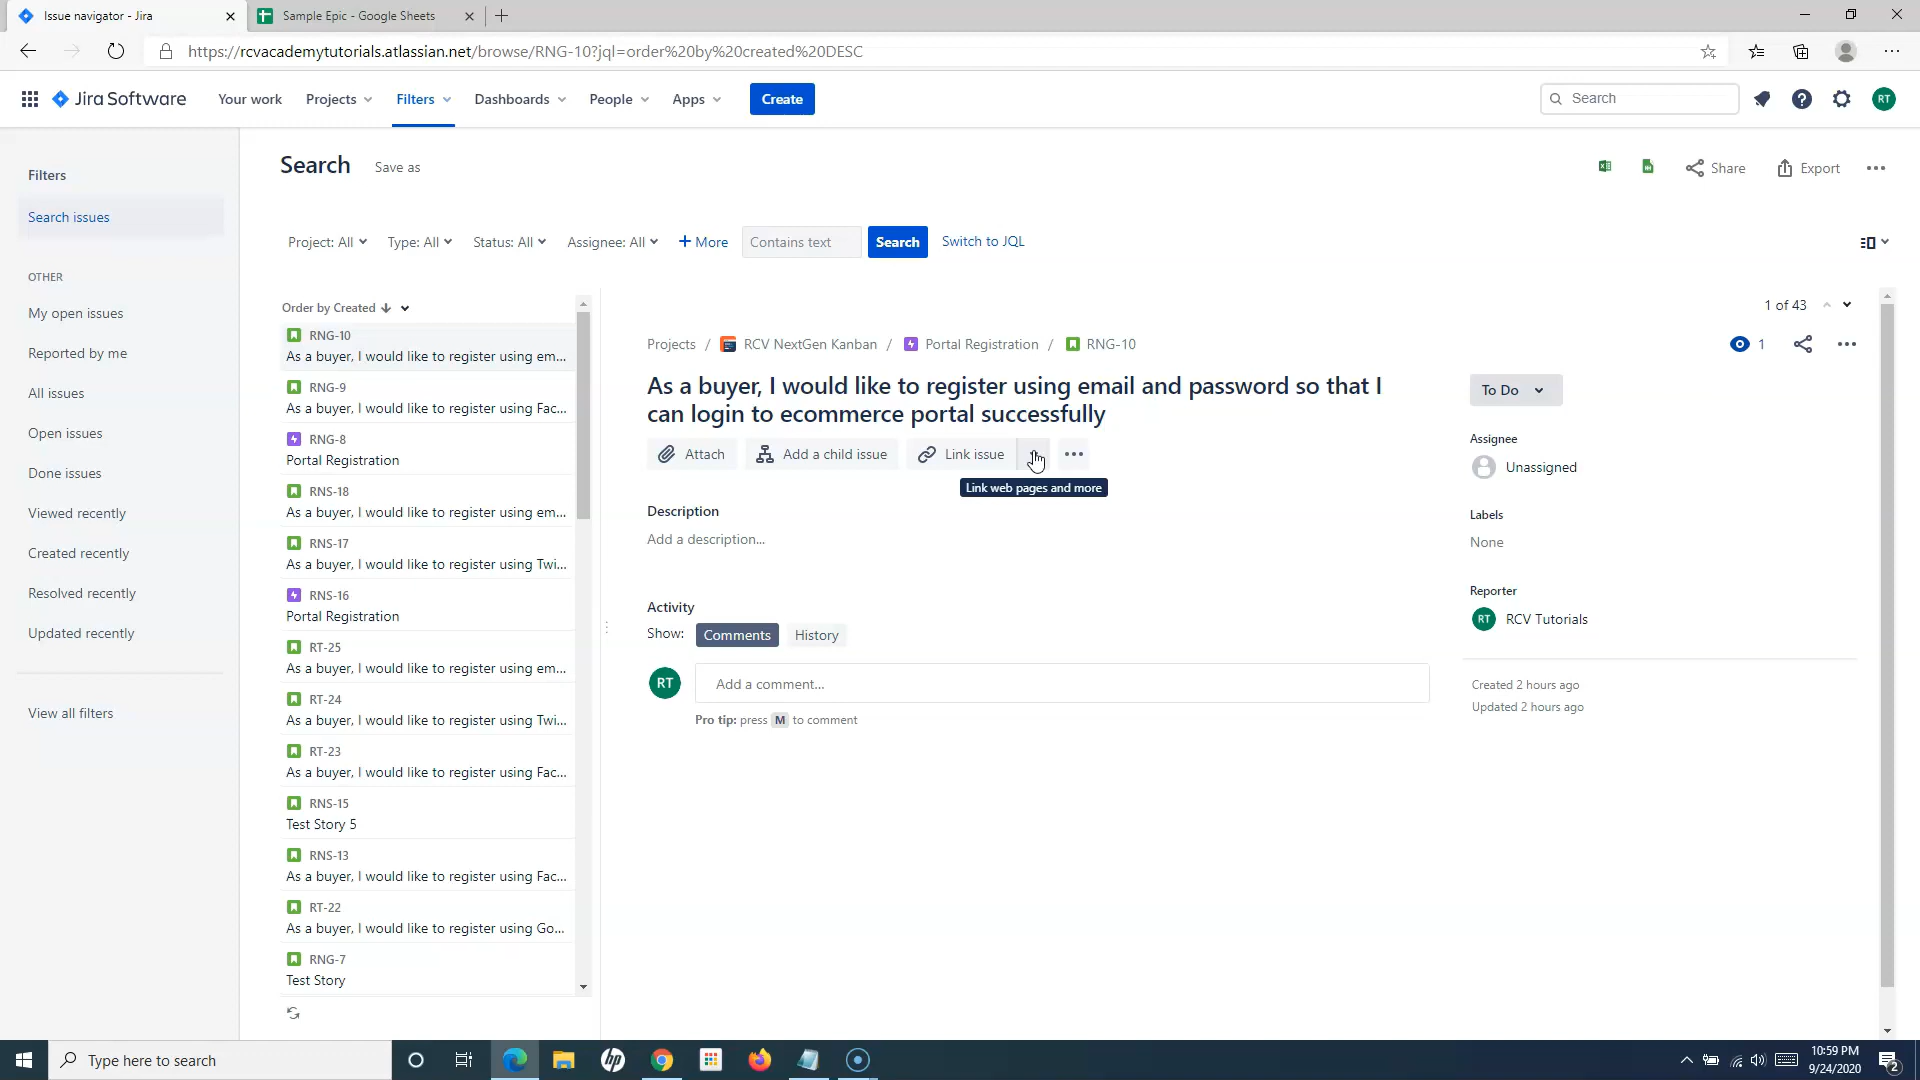 Issue navigator - Jira
Sample Epic - Google Sheets
https://rcvacademytutorials.atlassian.net/browse/RNG-10?jql=order%20by%20created%20DESC
Jira Software
Your work
Projects
Filters
Dashboards
People
Apps
Create
Search
RT
Filters
Search issues
OTHER
My open issues
Reported by me
All issues
Open issues
Done issues
Viewed recently
Created recently
Resolved recently
Updated recently
View all filters
Search
Save as
Share
Export
Project: All
Type: All
Status: All
Assignee: All
+ More
Contains text
Search
Switch to JQL
Order by Created
RNG-10
As a buyer, I would like to register using em...
RNG-9
As a buyer, I would like to register using Fac...
RNG-8
Portal Registration
RNS-18
As a buyer, I would like to register using em...
RNS-17
As a buyer, I would like to register using Twi...
RNS-16
Portal Registration
RT-25
As a buyer, I would like to register using em...
RT-24
As a buyer, I would like to register using Twi...
RT-23
As a buyer, I would like to register using Fac...
RNS-15
Test Story 5
RNS-13
As a buyer, I would like to register using Fac...
RT-22
As a buyer, I would like to register using Go...
RNG-7
Test Story
1 of 43
Projects / RCV NextGen Kanban / Portal Registration / RNG-10
1
As a buyer, I would like to register using email and password so that I
can login to ecommerce portal successfully
Attach
Add a child issue
Link issue
Link web pages and more
Description
Add a description...
Activity
Show:
Comments
History
RT
Add a comment...
Pro tip: press M to comment
To Do
Assignee
Unassigned
Labels
None
Reporter
RT
RCV Tutorials
Created 2 hours ago
Updated 2 hours ago
Type here to search
hp
10:59 PM
9/24/2020
2